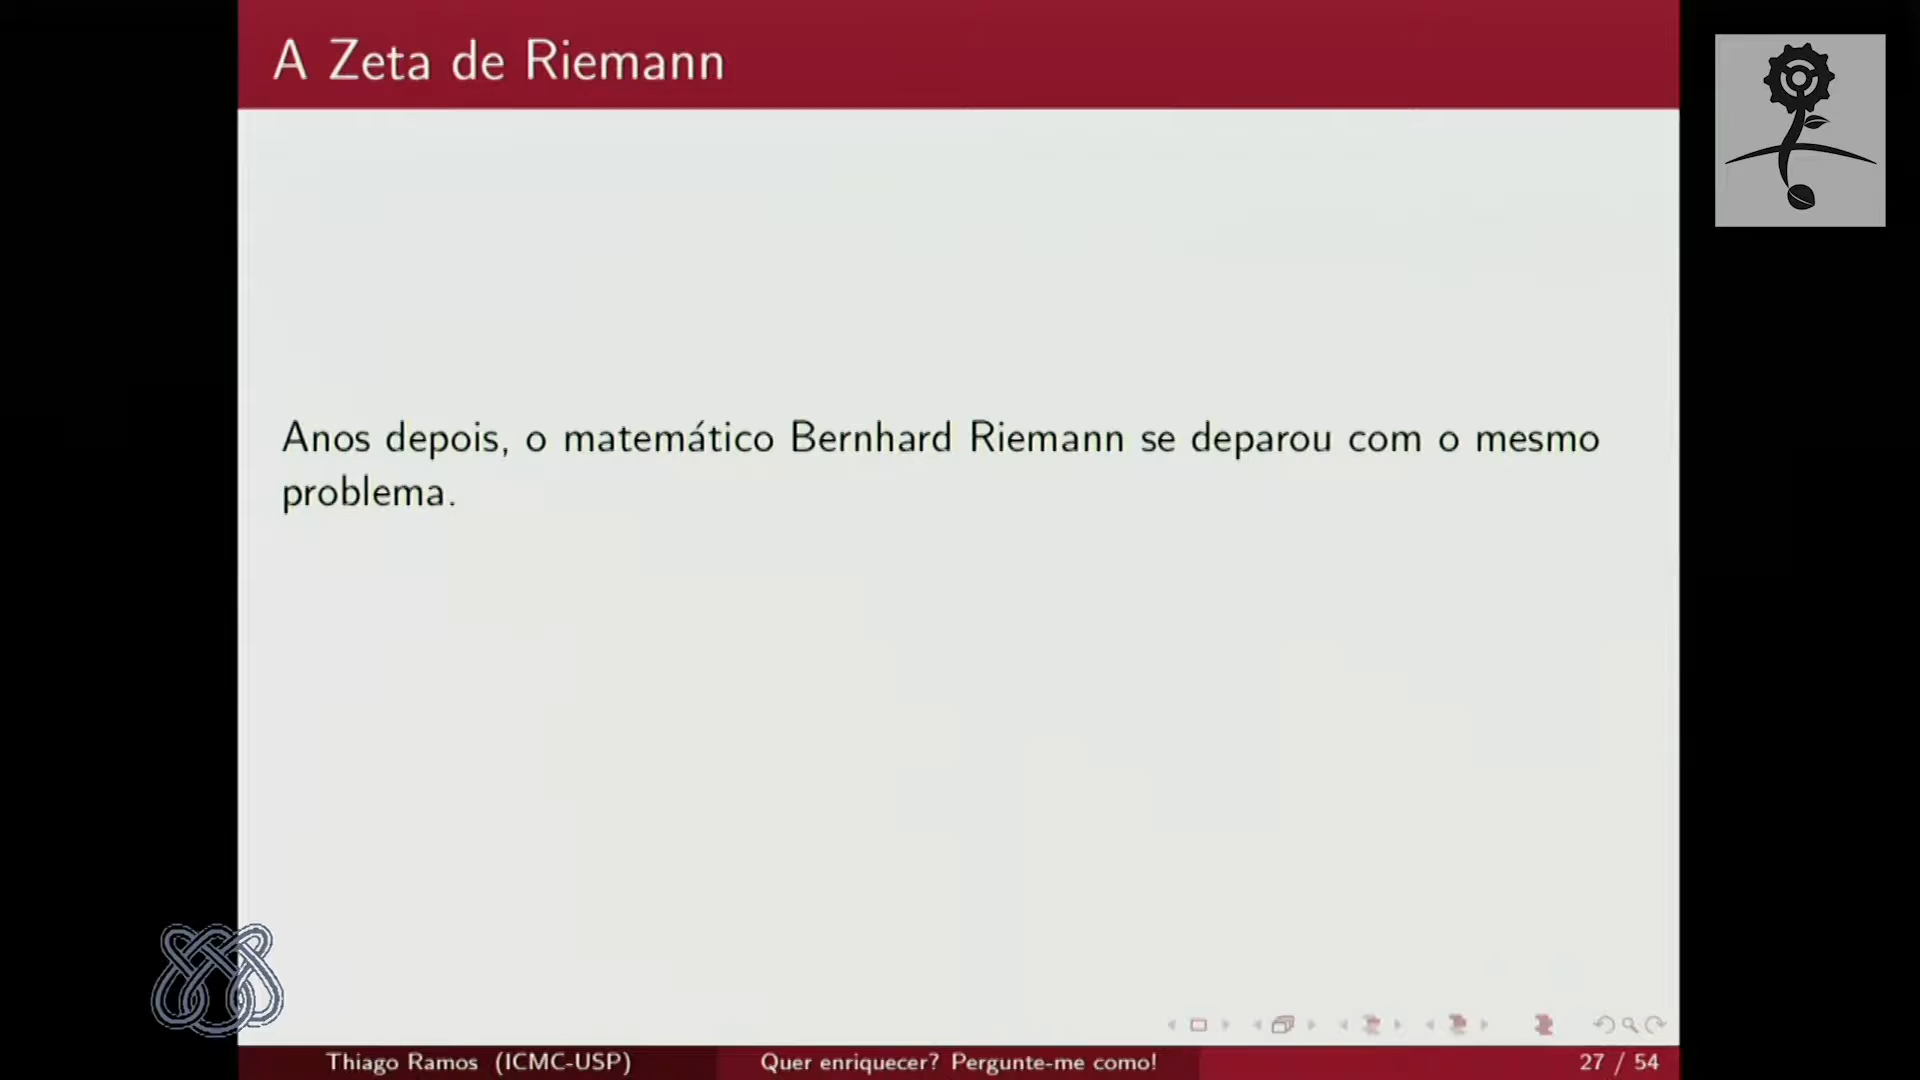 A Zeta de Riemann
Anos depois, o matemático Bernhard Riemann se deparou com o mesmo
problema.
Thiago Ramos (ICMC-USP)
Quer enriquecer? Pergunte-me como!
27 / 54